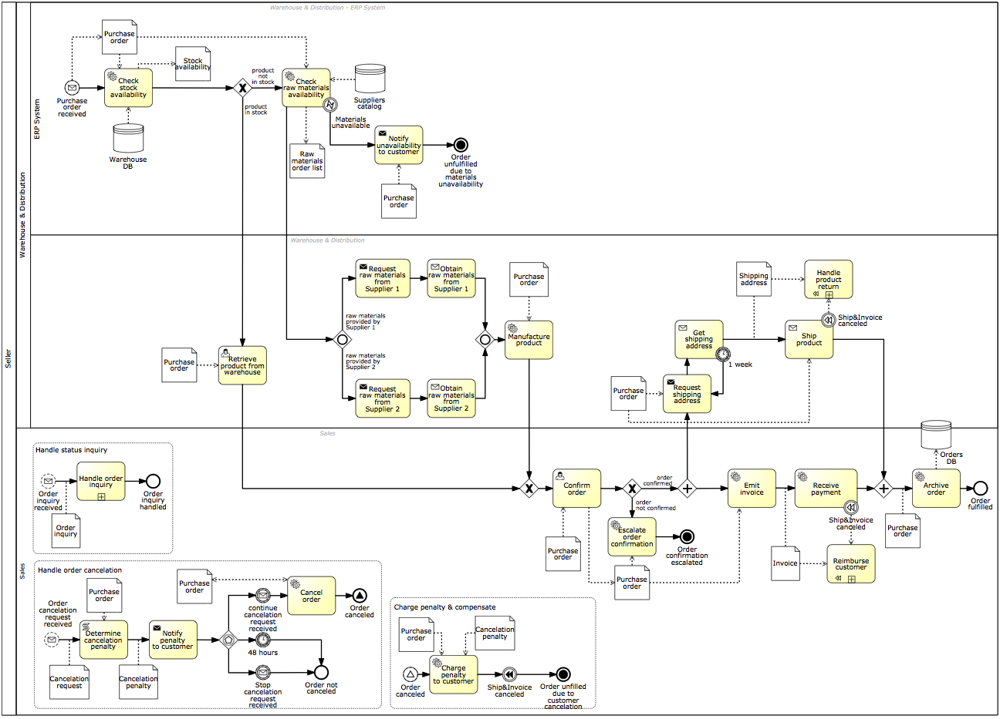 Warehouse & Distribution - ERP System
Seller
Warehouse & Distribution
ERP System
Purchase
order
Stock
availability
Purchase
order
received
Check
stock
availability
Warehouse
DB
product
not
in stock
product
in stock
Check
raw materials
availability
Suppliers
catalog
Materials
unavailable
Raw
materials
order list
Notify
unavailability
to customer
Purchase
order
Order
unfulfilled
due to
materials
unavailability
Warehouse & Distribution
Purchase
order
Retrieve
product from
warehouse
raw materials
provided by
Supplier 1
raw materials
provided by
Supplier 2
Request
raw materials
from
Supplier 1
Obtain
raw materials
from
Supplier 1
Request
raw materials
from
Supplier 2
Obtain
raw materials
from
Supplier 2
Purchase
order
Manufacture
product
Purchase
order
Request
shipping
address
Get
shipping
address
1 week
Shipping
address
Handle
product
return
Ship&Invoice
canceled
Ship
product
Sales
Sales
Handle status inquiry
Order
inquiry
received
Handle order
inquiry
Order
inquiry
handled
Order
inquiry
Confirm
order
Purchase
order
order
confirmed
order
not confirmed
Escalate
order
confirmation
Order
confirmation
escalated
Purchase
order
Emit
invoice
Receive
payment
Ship&Invoice
canceled
Invoice
Reimburse
customer
Purchase
order
Archive
order
Orders
DB
Order
fulfilled
Handle order cancelation
Order
cancelation
request
received
Purchase
order
Determine
cancelation
penalty
Cancelation
request
Notify
penalty
to customer
Cancelation
penalty
Purchase
order
continue
cancelation
request
received
Cancel
order
Order
canceled
48 hours
Stop
cancelation
request
received
Order not
canceled
Charge penalty & compensate
Purchase
order
Cancelation
penalty
Order
canceled
Charge
penalty
to customer
Ship&Invoice
canceled
Order unfilled
due to
customer
cancelation